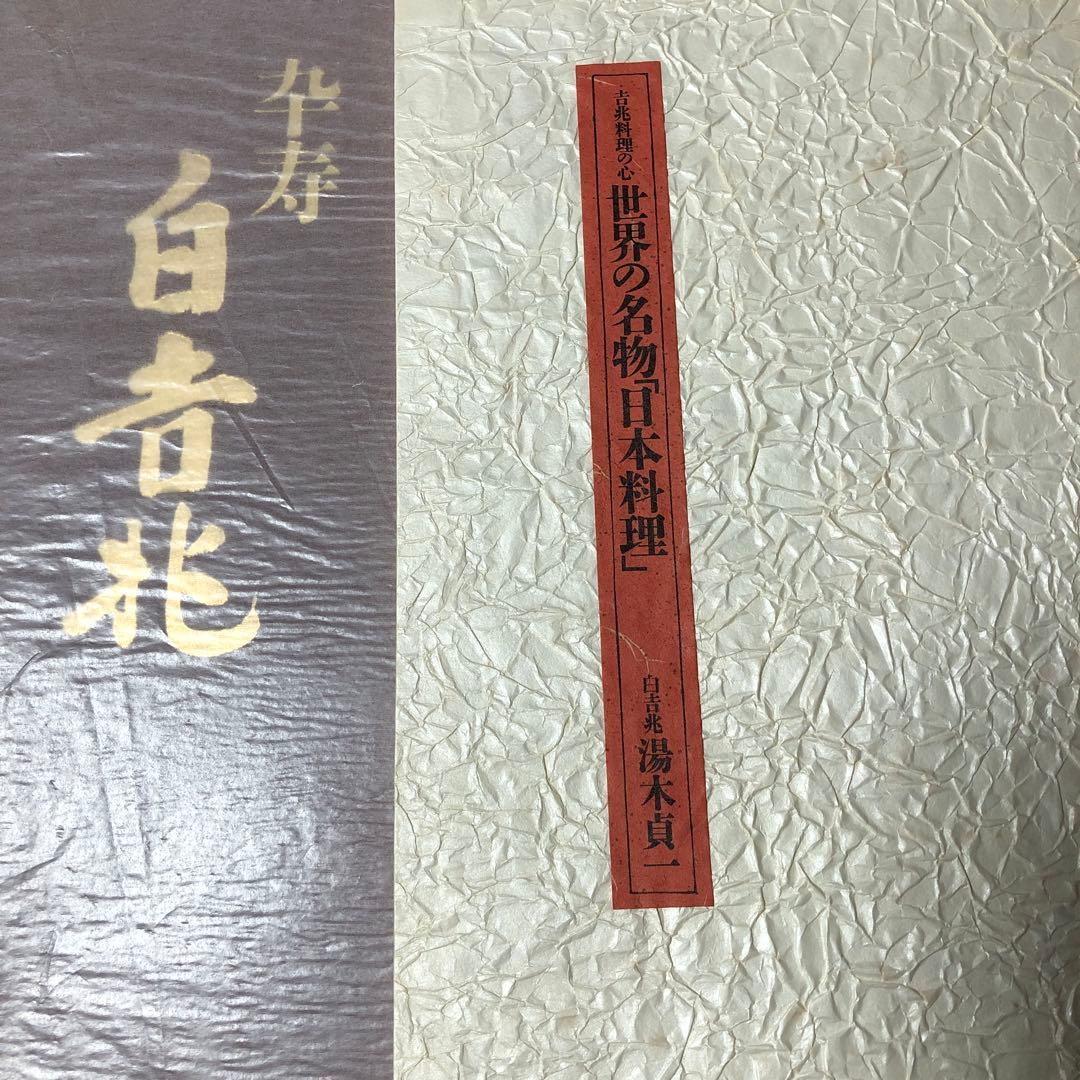 吉兆料理の心
世界の名物「日本料理」
白吉兆 湯木貞一
卆寿
白吉兆